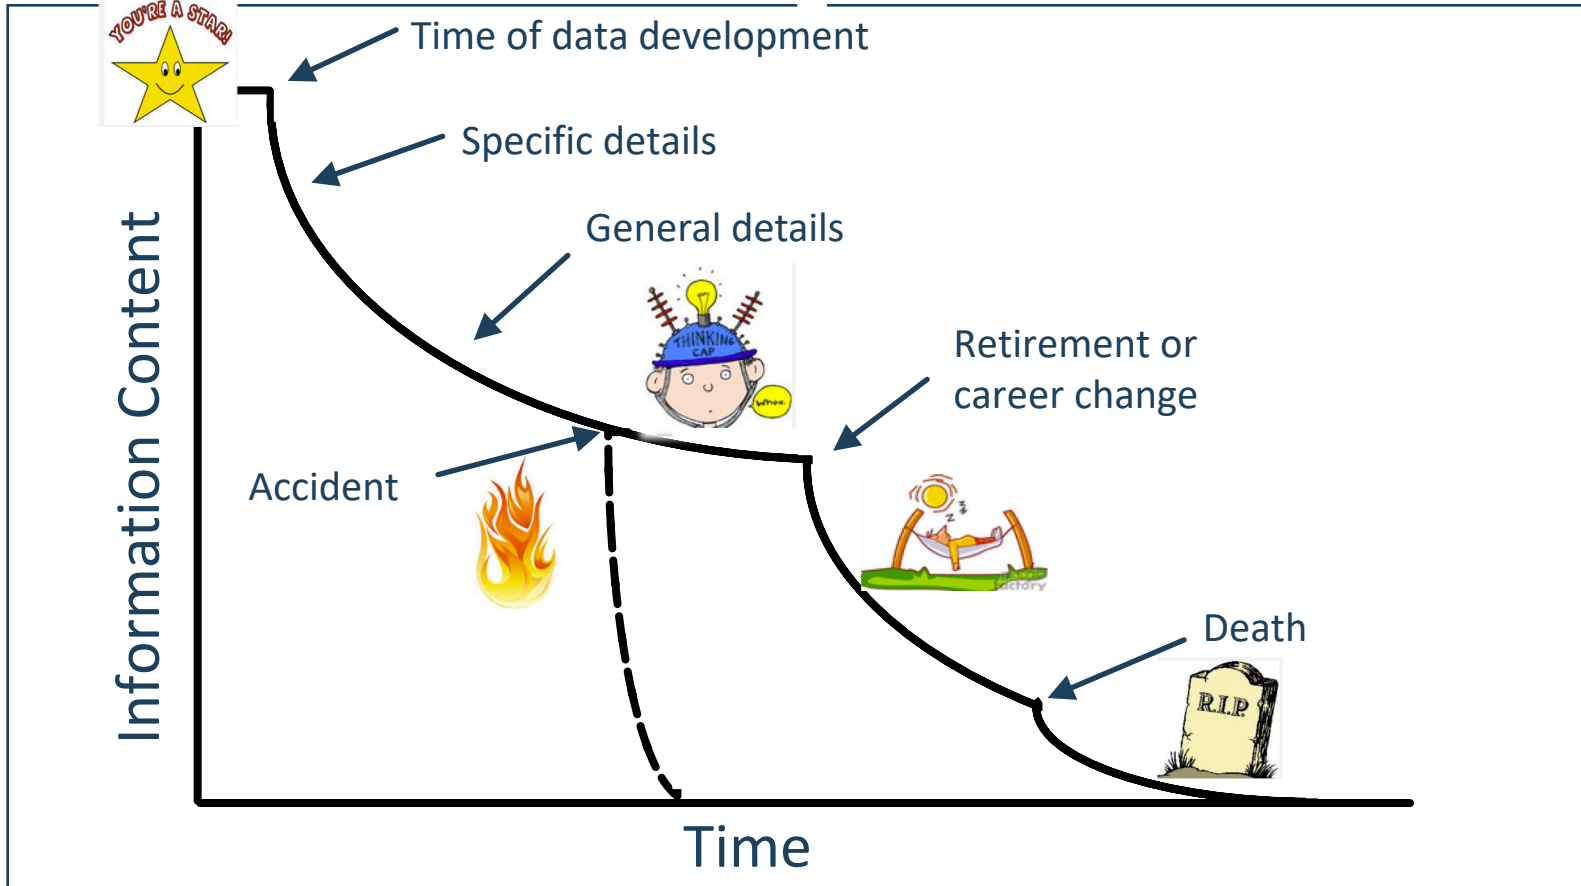 YOU'RE A STAR!
Time of data development
Specific details
General details
THINKING
CAP
Whoa.
Retirement or
career change
Accident
Information Content
z z z
Death
R.I.P.
Time